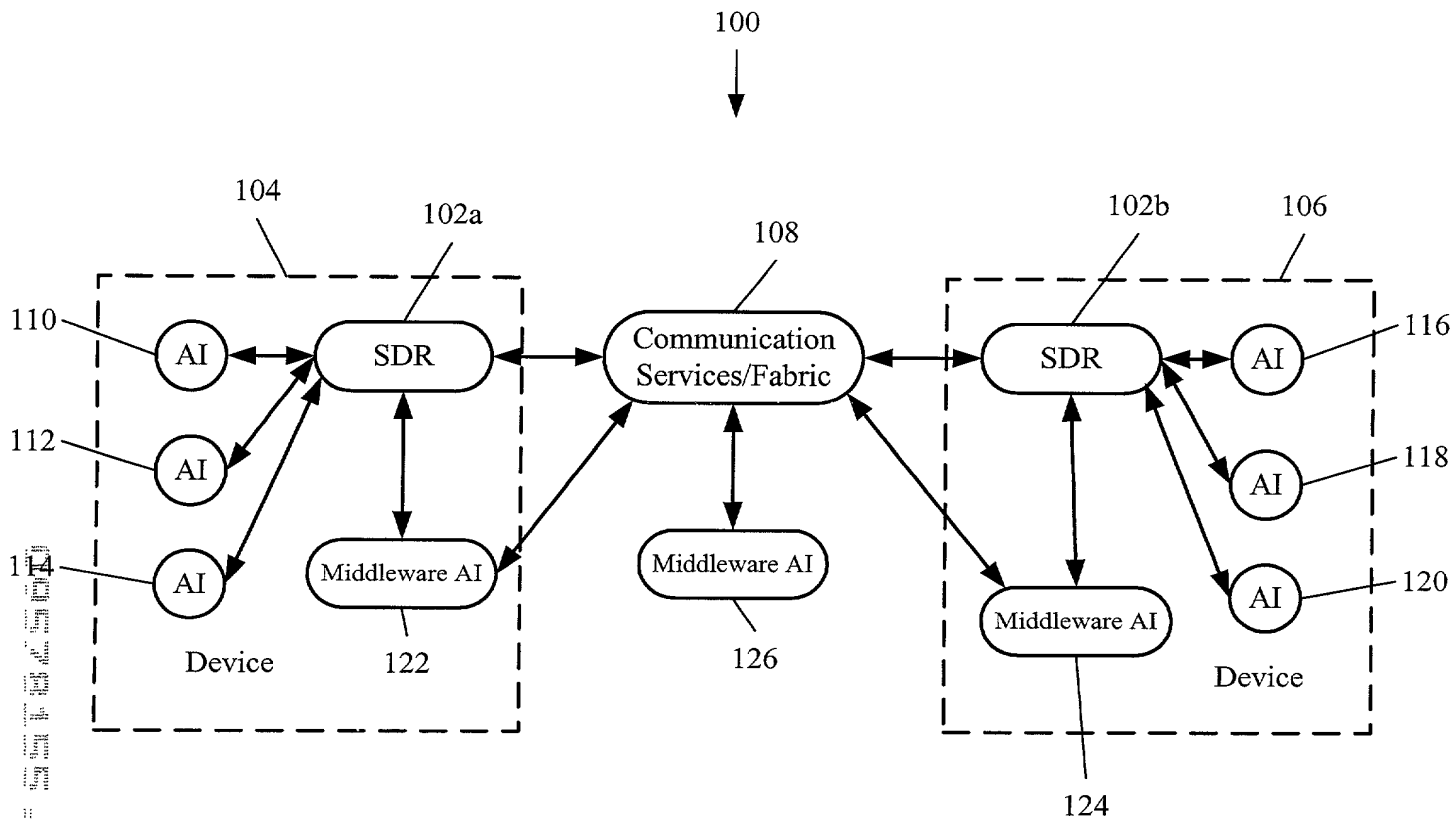 100
104
102a
108
102b
106
110
AI
SDR
Communication
Services/Fabric
SDR
AI
116
112
AI
AI
118
114
AI
Middleware AI
Middleware AI
Middleware AI
AI
120
Device
122
126
Device
124